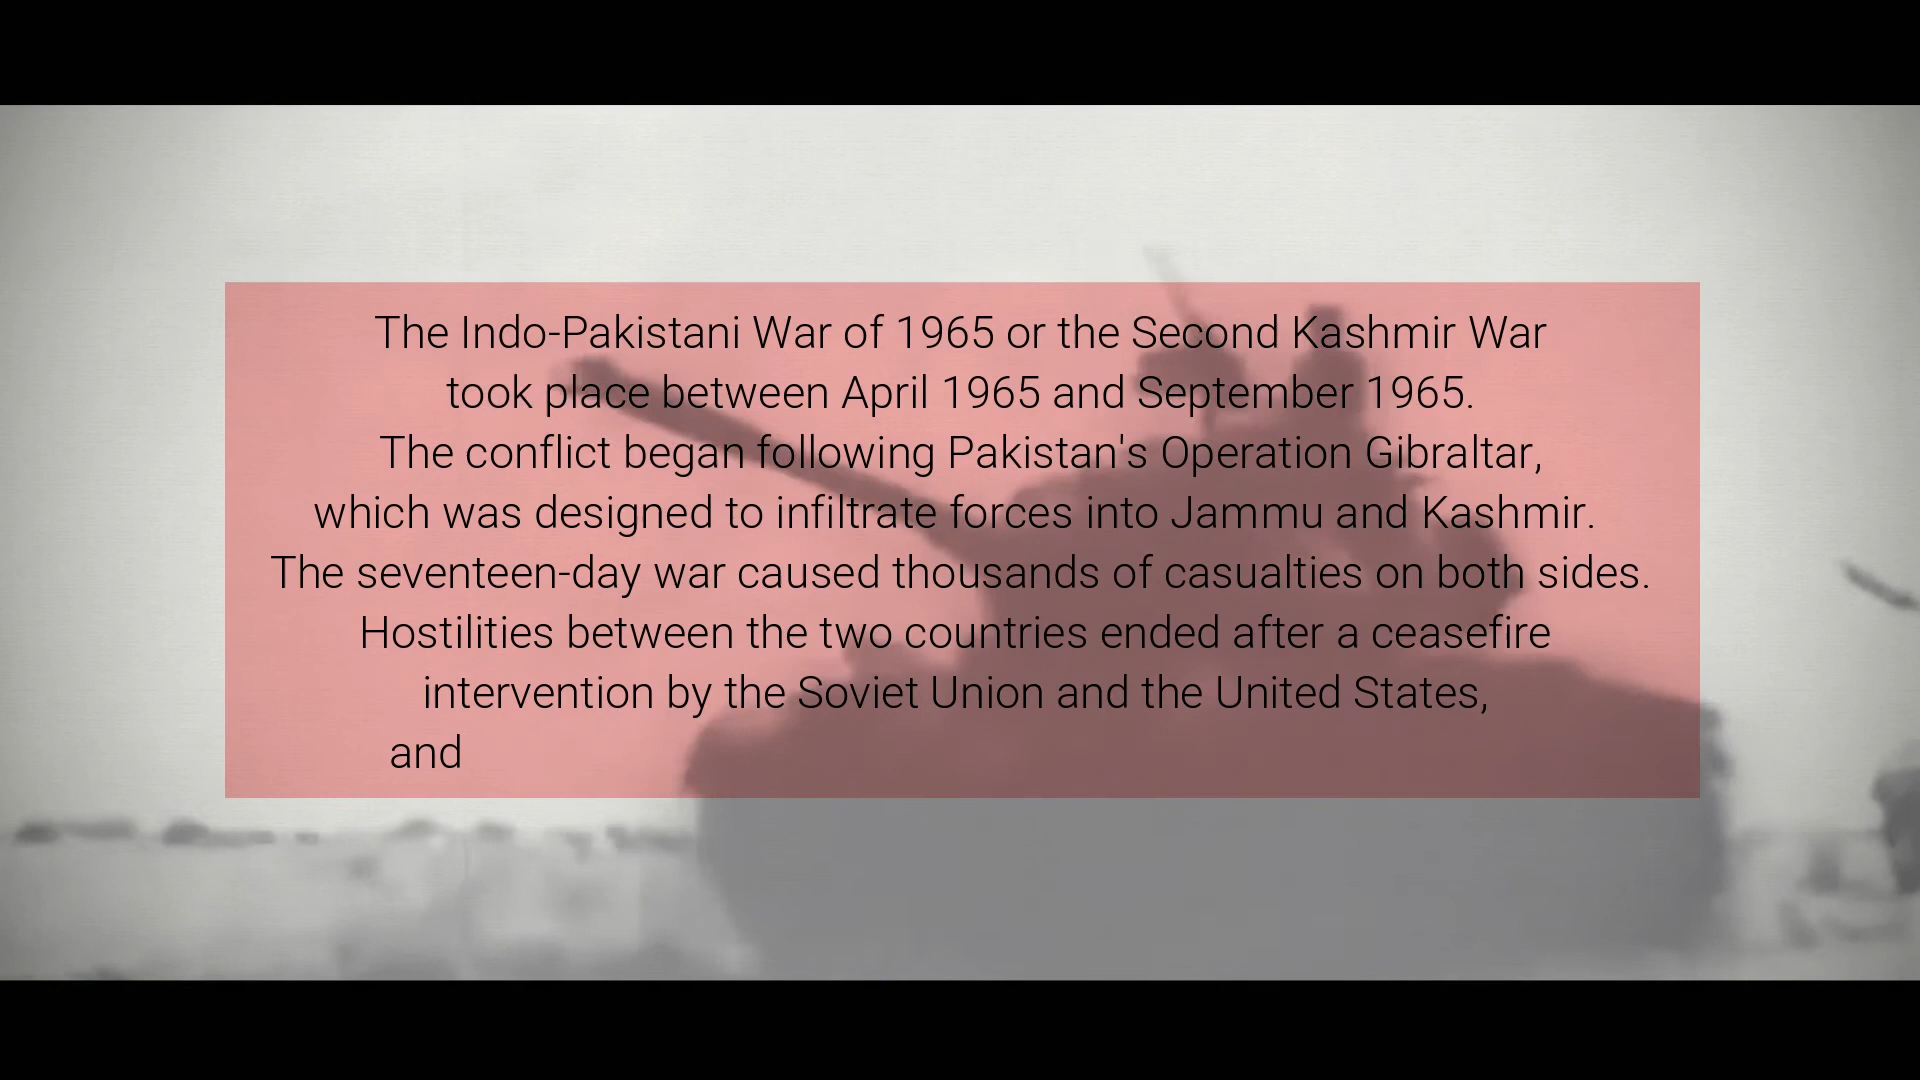 The Indo-Pakistani War of 1965 or the Second Kashmir War
took place between April 1965 and September 1965.
The conflict began following Pakistan's Operation Gibraltar,
which was designed to infiltrate forces into Jammu and Kashmir.
The seventeen-day war caused thousands of casualties on both sides.
Hostilities between the two countries ended after a ceasefire
intervention by the Soviet Union and the United States,
and